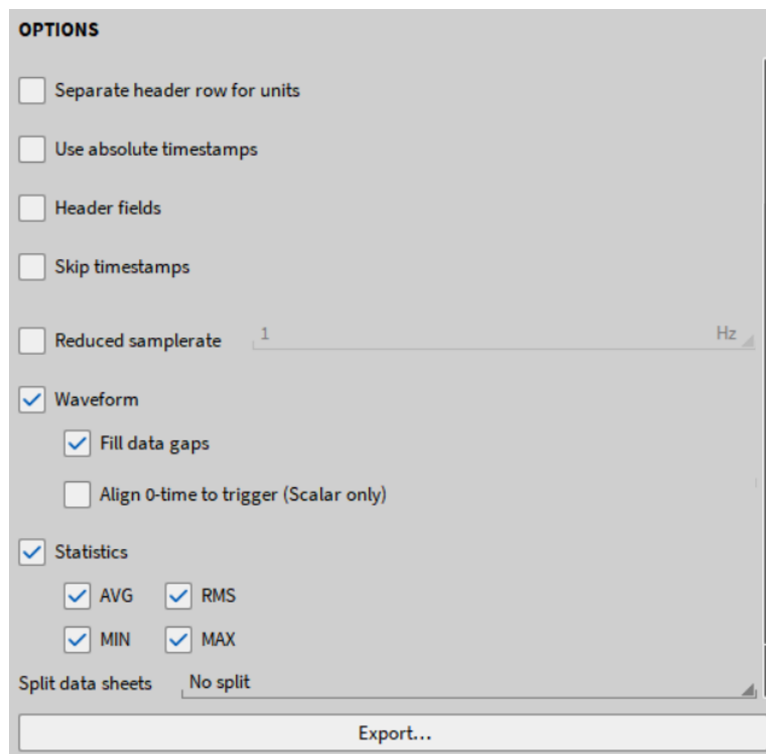 OPTIONS
Separate header row for units
Use absolute timestamps
Header fields
Skip timestamps
Reduced samplerate 1 Hz
Waveform
Fill data gaps
Align 0-time to trigger (Scalar only)
Statistics
AVG RMS
MIN MAX
Split data sheets No split
Export...